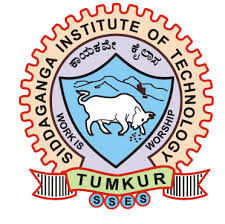 SIDDAGANGA INSTITUTE OF TECHNOLOGY
ಕಾಯಕವೇ ಕೈಲಾಸ
WORK IS
WORSHIP
TUMKUR
SSES